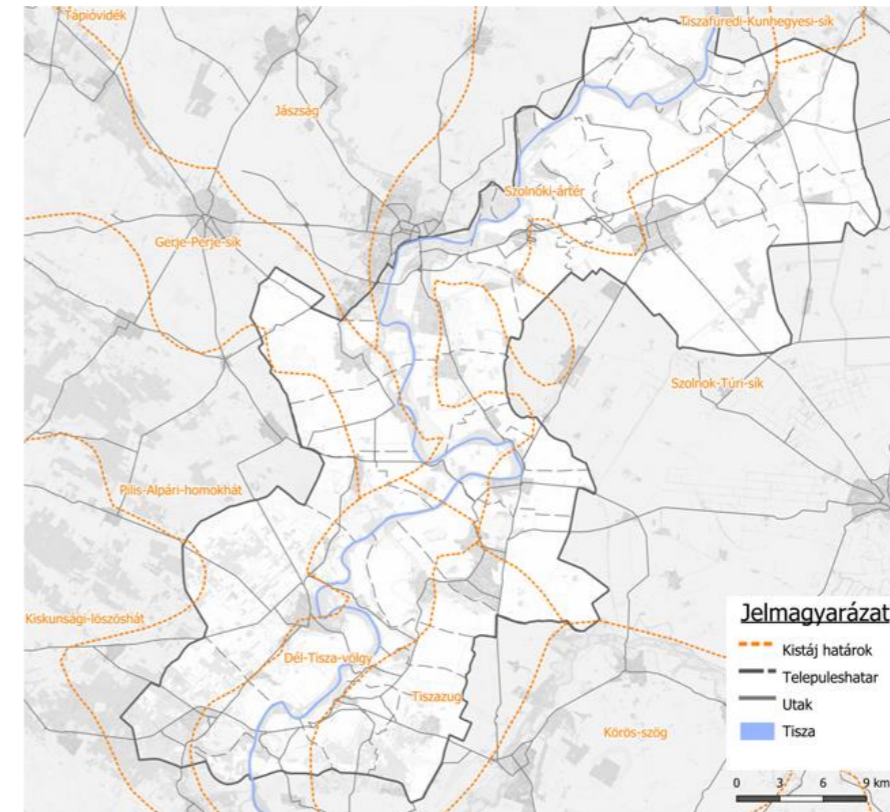 Tápióvidék
Tiszafüredi-Kunhegyesi-sík
Jászság
Szolnoki-ártér
Gerje-Perje-sík
Szolnok-Túri-sík
Pilis-Alpári-homokhát
Kiskunsági-löszöshát
Dél-Tisza-völgy
Tiszazug
Körös-szög
Jelmagyarázat
Kistáj határok
Telepuleshatar
Utak
Tisza
0 3 6 9 km